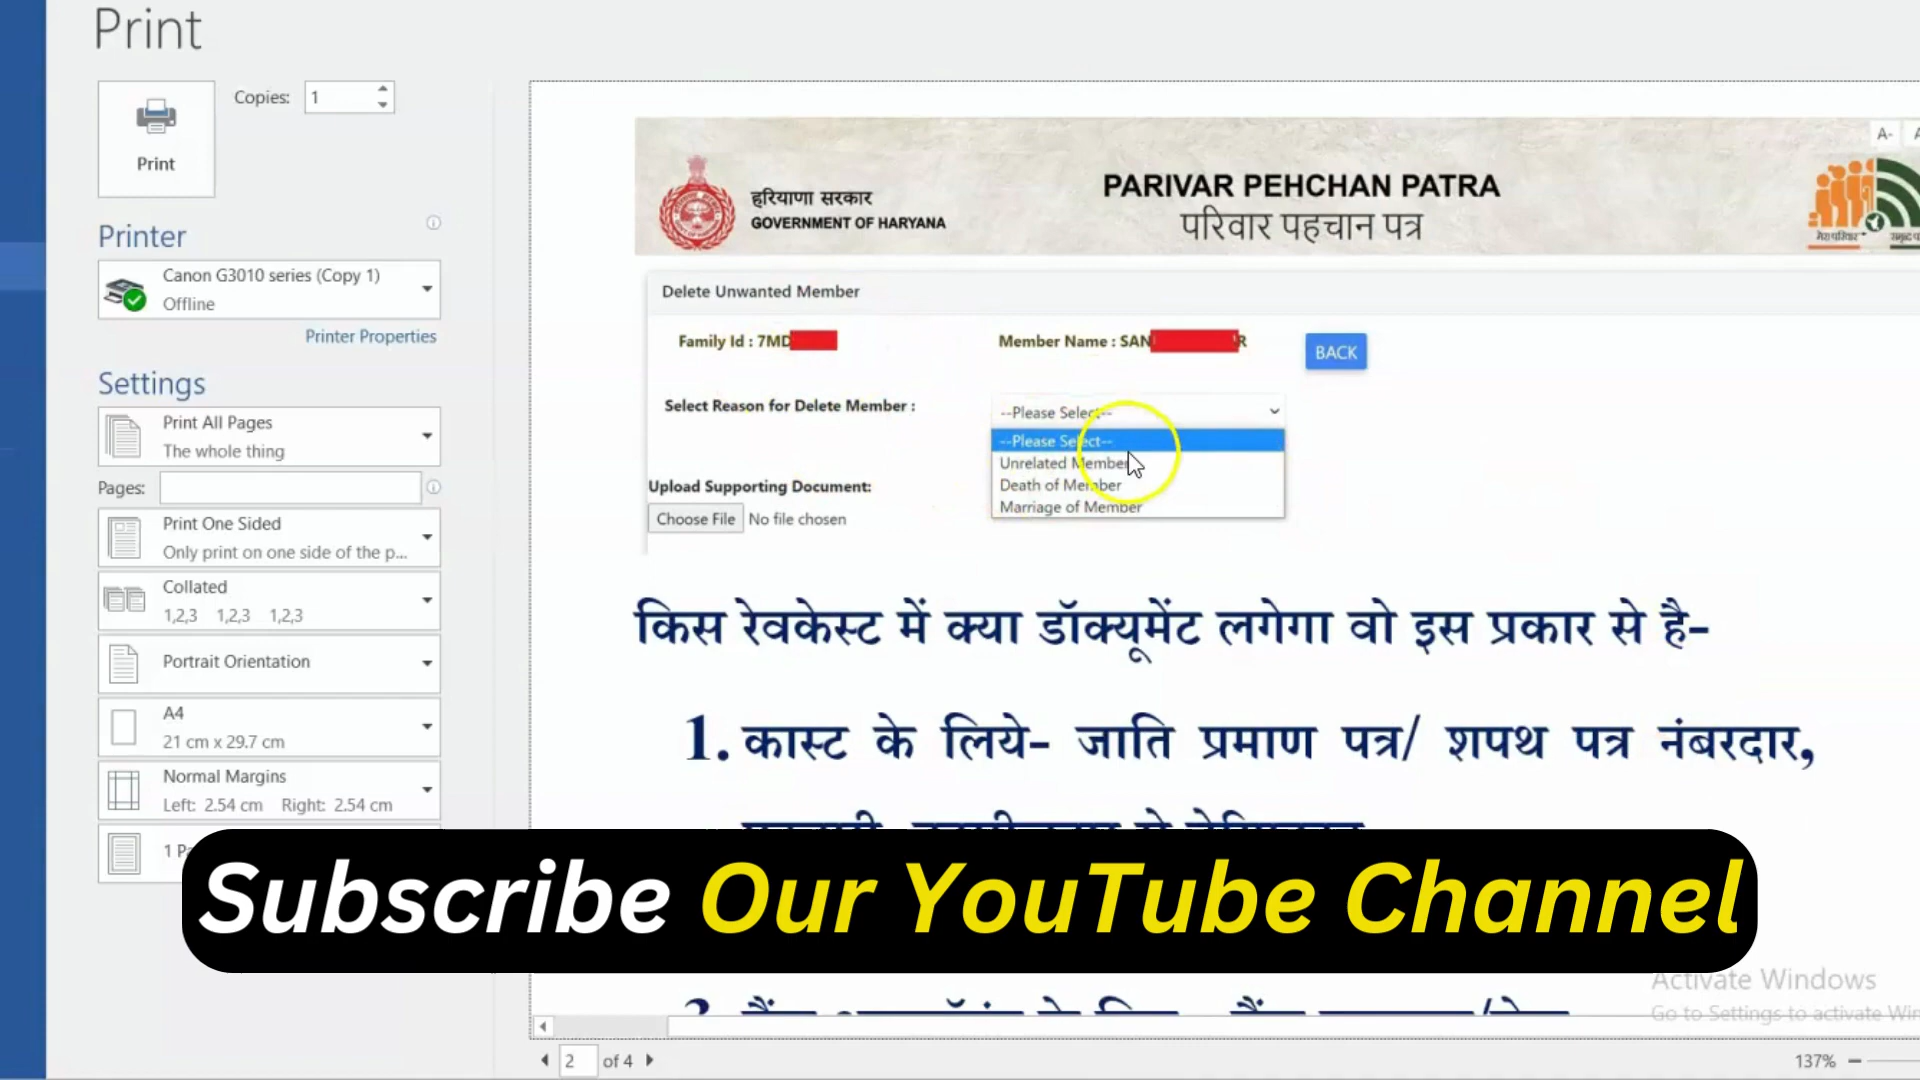 Print
Copies: 1
Print
Printer
Canon G3010 series (Copy 1)
Offline
Printer Properties
Settings
Print All Pages
The whole thing
Pages:
Print One Sided
Only print on one side of the p...
Collated
1,2,3 1,2,3 1,2,3
Portrait Orientation
A4
21 cm x 29.7 cm
Normal Margins
Left: 2.54 cm Right: 2.54 cm
A-
हरियाणा सरकार
GOVERNMENT OF HARYANA
PARIVAR PEHCHAN PATRA
परिवार पहचान पत्र
मेरा परिवार
Delete Unwanted Member
Family Id : 7MD
Member Name : SAN R
BACK
Select Reason for Delete Member :
--Please Select--
--Please Select--
Unrelated Member
Death of Member
Marriage of Member
Upload Supporting Document:
Choose File No file chosen
किस रेवकेस्ट में क्या डॉक्यूमेंट लगेगा वो इस प्रकार से है-
1. कास्ट के लिये- जाति प्रमाण पत्र/ शपथ पत्र नंबरदार,
Subscribe Our YouTube Channel
Activate Windows
Go to Settings to activate
2 of 4
137%